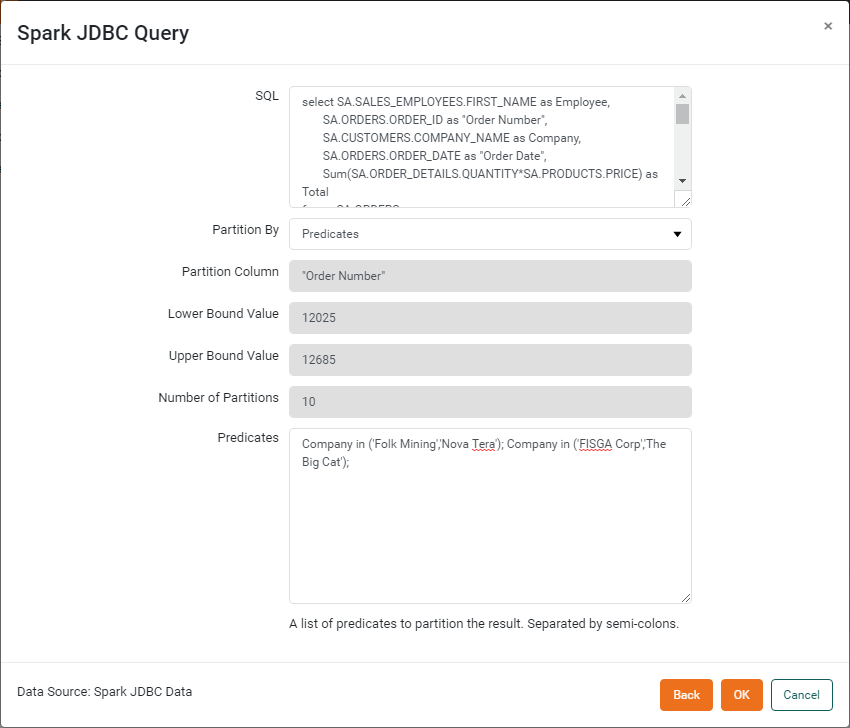 Spark JDBC Query
×
SQL
select SA.SALES_EMPLOYEES.FIRST_NAME as Employee,
SA.ORDERS.ORDER_ID as "Order Number",
SA.CUSTOMERS.COMPANY_NAME as Company,
SA.ORDERS.ORDER_DATE as "Order Date",
Sum(SA.ORDER_DETAILS.QUANTITY*SA.PRODUCTS.PRICE) as
Total
Partition By
Predicates
Partition Column
"Order Number"
Lower Bound Value
12025
Upper Bound Value
12685
Number of Partitions
10
Predicates
Company in ('Folk Mining','Nova Tera'); Company in ('FISGA Corp','The
Big Cat');
A list of predicates to partition the result. Separated by semi-colons.
Data Source: Spark JDBC Data
Back
OK
Cancel